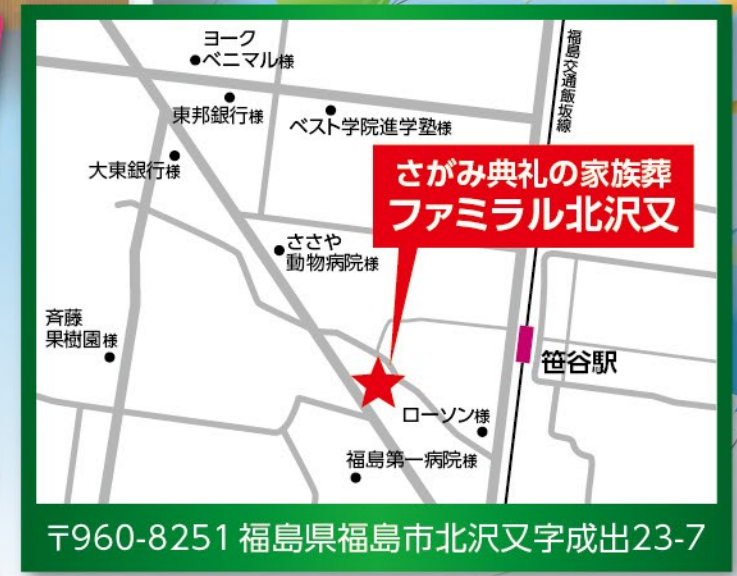 ヨーク
ベニマル様
福島交通飯坂線
東邦銀行様
ベスト学院進学塾様
大東銀行様
さがみ典礼の家族葬
ファミラル北沢又
ささや
動物病院様
斉藤
果樹園様
笹谷駅
ローソン様
福島第一病院様
〒960-8251 福島県福島市北沢又字成出23-7